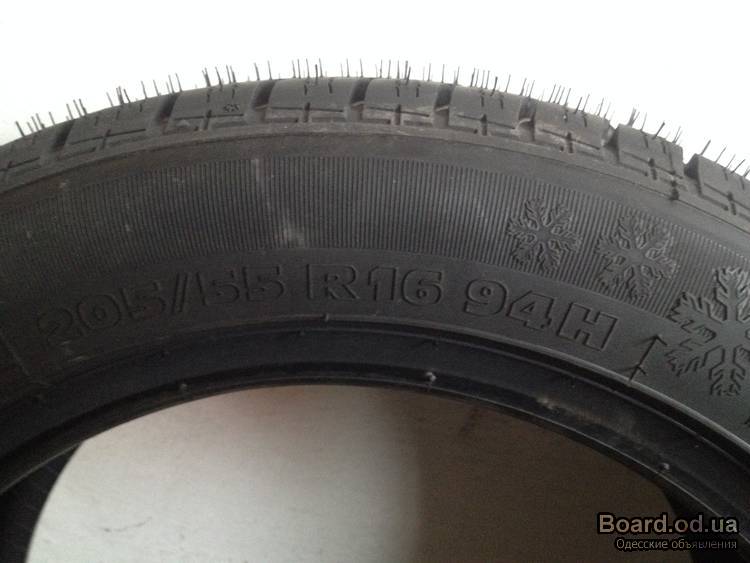 205/55 R16 94H
Board.od.ua
Одесские объявления